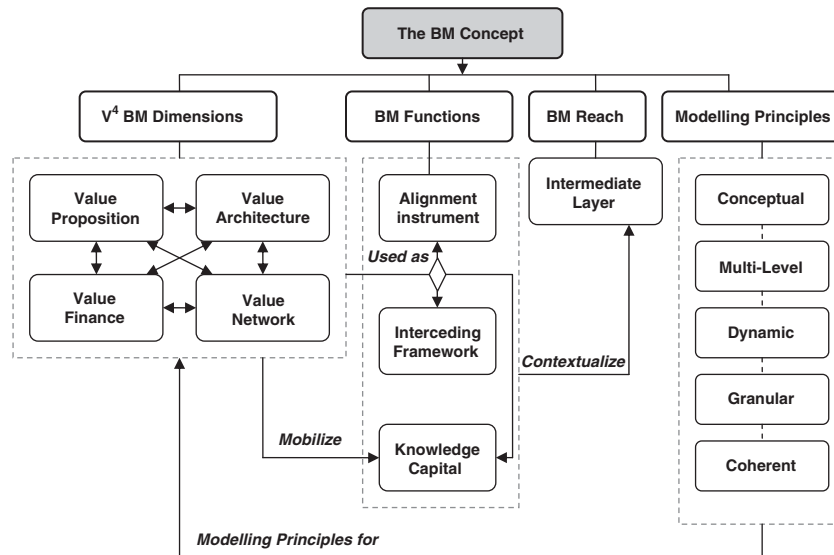 The BM Concept
V⁴ BM Dimensions
BM Functions
BM Reach
Modelling Principles
Value
Proposition
Value
Architecture
Value
Finance
Value
Network
Used as
Alignment
instrument
Interceding
Framework
Knowledge
Capital
Intermediate
Layer
Contextualize
Mobilize
Conceptual
Multi-Level
Dynamic
Granular
Coherent
Modelling Principles for